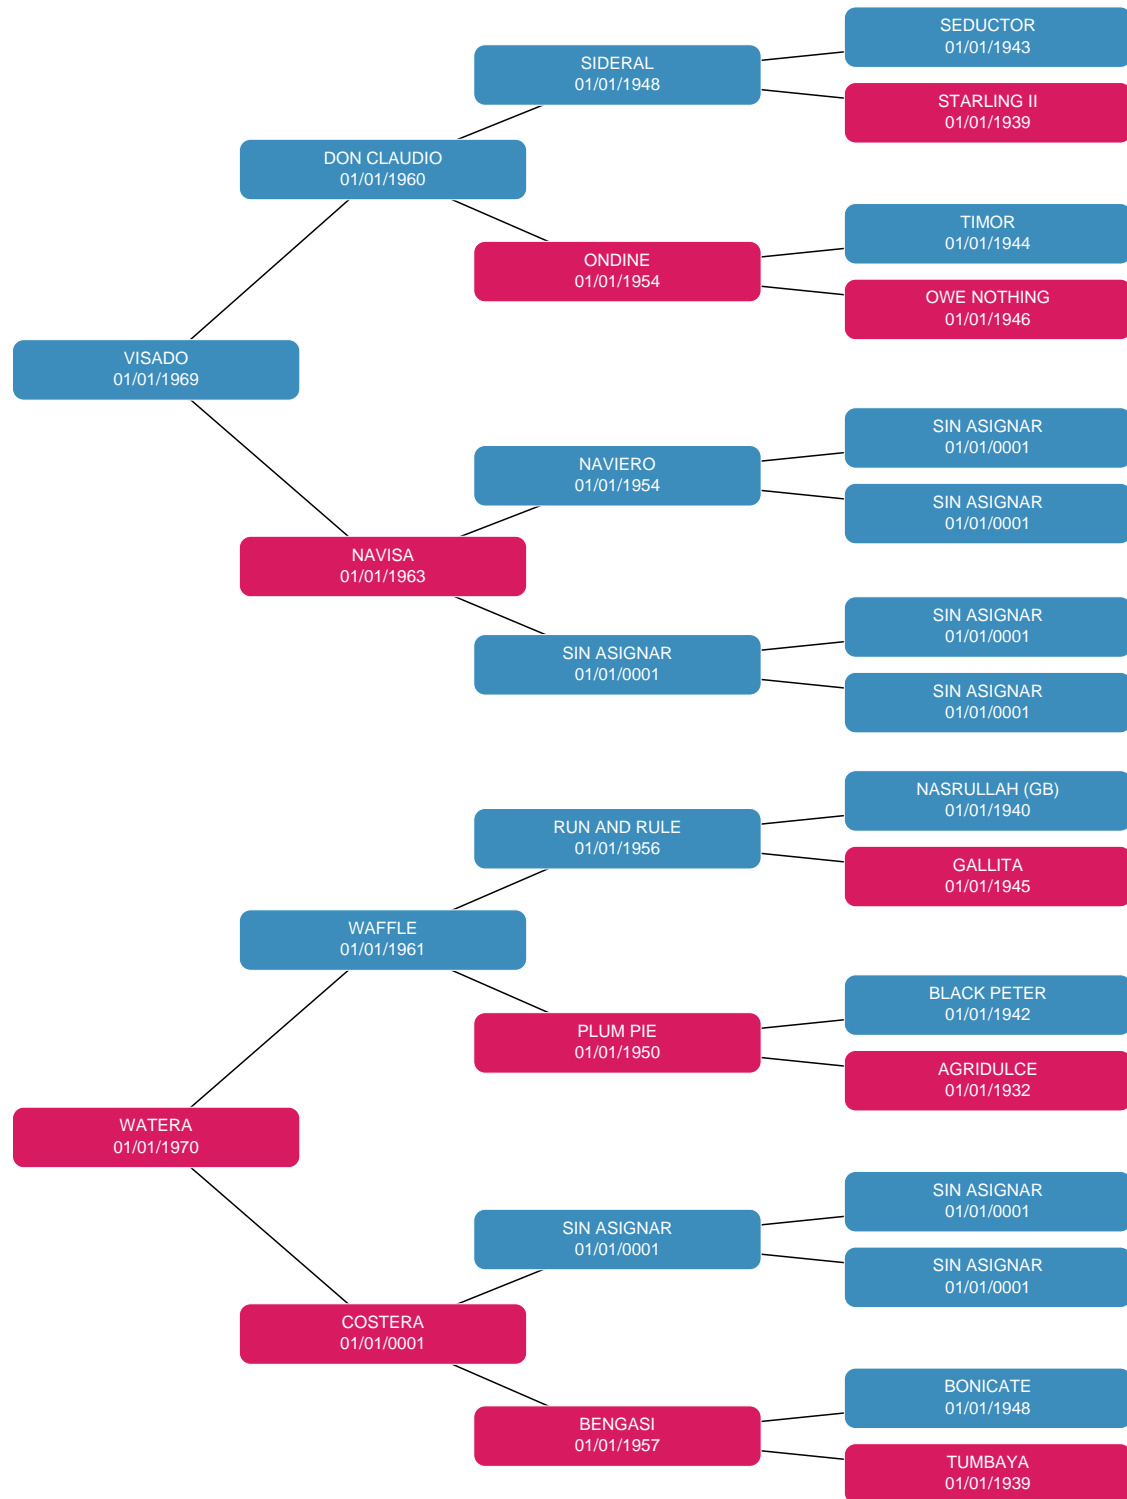 SEDUCTOR
01/01/1943
SIDERAL
01/01/1948
STARLING II
01/01/1939
DON CLAUDIO
01/01/1960
TIMOR
01/01/1944
ONDINE
01/01/1954
OWE NOTHING
01/01/1946
VISADO
01/01/1969
SIN ASIGNAR
01/01/0001
NAVIERO
01/01/1954
SIN ASIGNAR
01/01/0001
NAVISA
01/01/1963
SIN ASIGNAR
01/01/0001
SIN ASIGNAR
01/01/0001
SIN ASIGNAR
01/01/0001
NASRULLAH (GB)
01/01/1940
RUN AND RULE
01/01/1956
GALLITA
01/01/1945
WAFFLE
01/01/1961
BLACK PETER
01/01/1942
PLUM PIE
01/01/1950
AGRIDULCE
01/01/1932
WATERA
01/01/1970
SIN ASIGNAR
01/01/0001
SIN ASIGNAR
01/01/0001
SIN ASIGNAR
01/01/0001
COSTERA
01/01/0001
BONICATE
01/01/1948
BENGASI
01/01/1957
TUMBAYA
01/01/1939